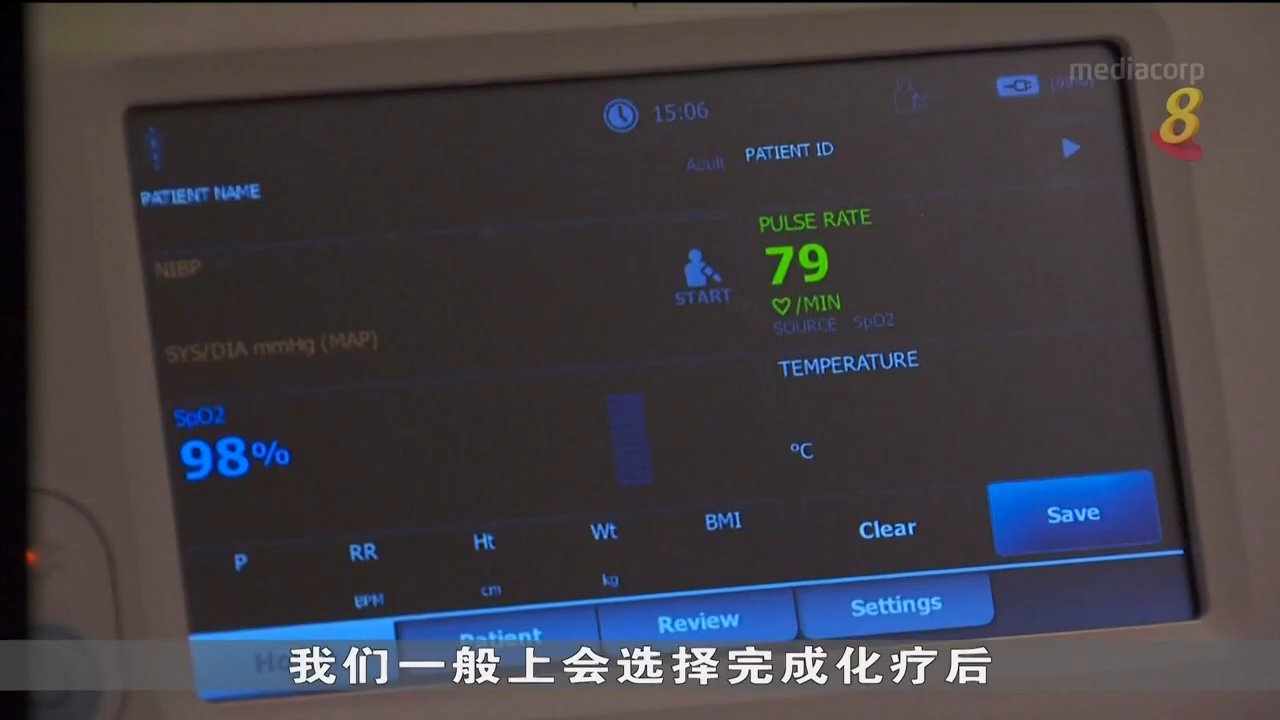 mediacorp
8
15:06
Adult
PATIENT ID
PATIENT NAME
NIBP
START
PULSE RATE
79
/MIN
SOURCE : SpO2
SYS/DIA mmHg (MAP)
TEMPERATURE
SpO2
98%
°C
P
RR
Ht
Wt
BMI
Clear
Save
BPM
cm
kg
Patient
Review
Settings
我们一般上会选择完成化疗后